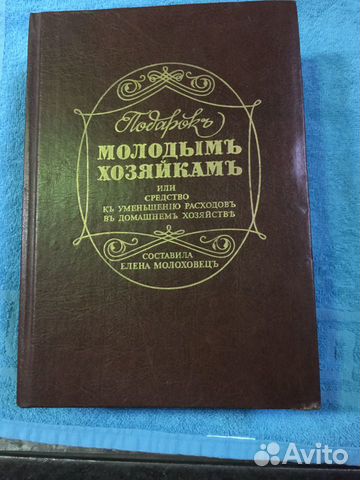 Подарокъ
МОЛОДЫМЪ
ХОЗЯЙКАМЪ
ИЛИ
СРЕДСТВО
КЪ УМЕНЬШЕНІЮ РАСХОДОВЪ
ВЪ ДОМАШНЕМЪ ХОЗЯЙСТВѢ
СОСТАВИЛА
ЕЛЕНА МОЛОХОВЕЦЪ
Avito